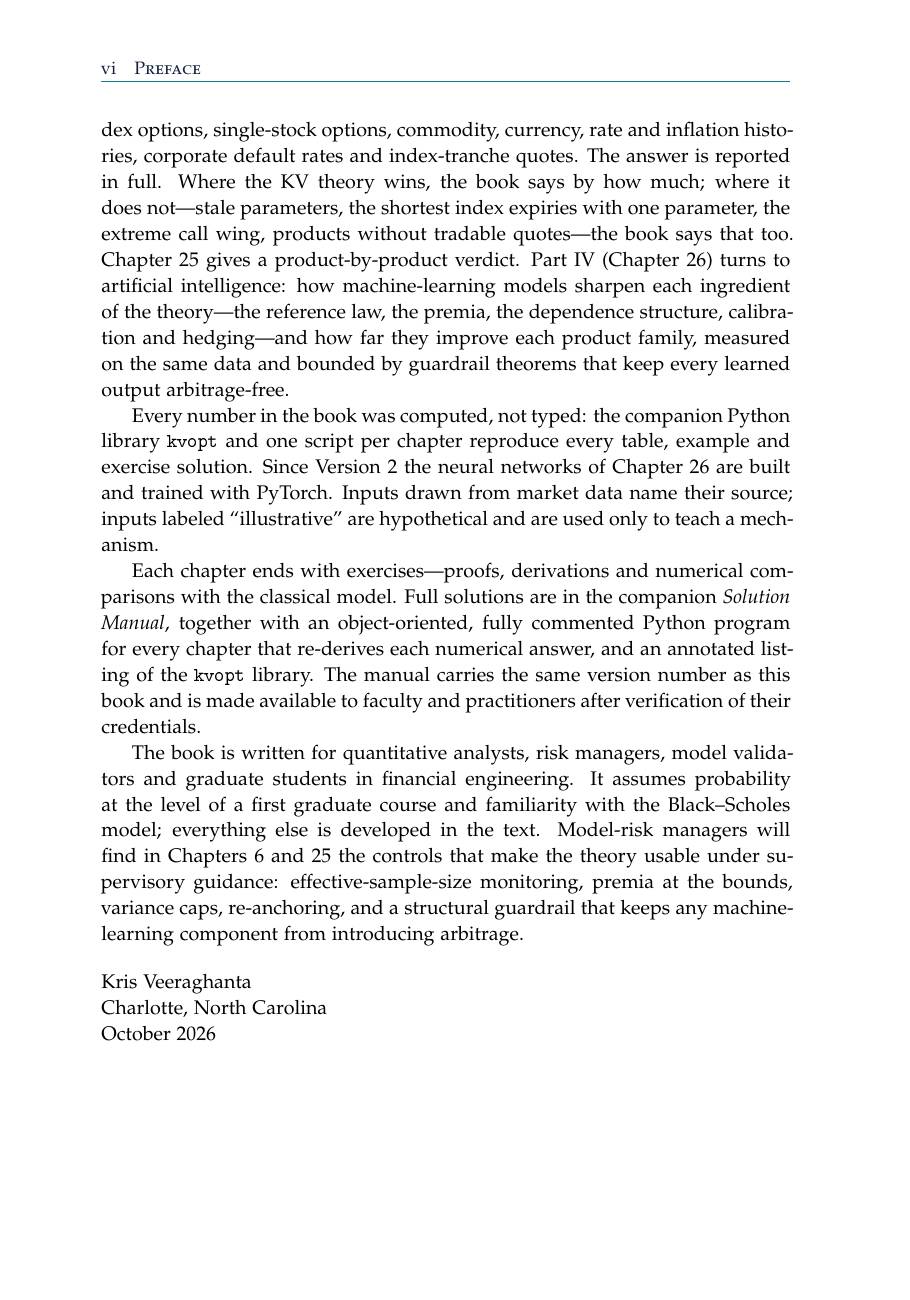 vi PREFACE
dex options, single-stock options, commodity, currency, rate and inflation histo-
ries, corporate default rates and index-tranche quotes. The answer is reported
in full. Where the KV theory wins, the book says by how much; where it
does not—stale parameters, the shortest index expiries with one parameter, the
extreme call wing, products without tradable quotes—the book says that too.
Chapter 25 gives a product-by-product verdict. Part IV (Chapter 26) turns to
artificial intelligence: how machine-learning models sharpen each ingredient
of the theory—the reference law, the premia, the dependence structure, calibra-
tion and hedging—and how far they improve each product family, measured
on the same data and bounded by guardrail theorems that keep every learned
output arbitrage-free.
Every number in the book was computed, not typed: the companion Python
library kvopt and one script per chapter reproduce every table, example and
exercise solution. Since Version 2 the neural networks of Chapter 26 are built
and trained with PyTorch. Inputs drawn from market data name their source;
inputs labeled “illustrative” are hypothetical and are used only to teach a mech-
anism.
Each chapter ends with exercises—proofs, derivations and numerical com-
parisons with the classical model. Full solutions are in the companion Solution
Manual, together with an object-oriented, fully commented Python program
for every chapter that re-derives each numerical answer, and an annotated list-
ing of the kvopt library. The manual carries the same version number as this
book and is made available to faculty and practitioners after verification of their
credentials.
The book is written for quantitative analysts, risk managers, model valida-
tors and graduate students in financial engineering. It assumes probability
at the level of a first graduate course and familiarity with the Black–Scholes
model; everything else is developed in the text. Model-risk managers will
find in Chapters 6 and 25 the controls that make the theory usable under su-
pervisory guidance: effective-sample-size monitoring, premia at the bounds,
variance caps, re-anchoring, and a structural guardrail that keeps any machine-
learning component from introducing arbitrage.
Kris Veeraghanta
Charlotte, North Carolina
October 2026